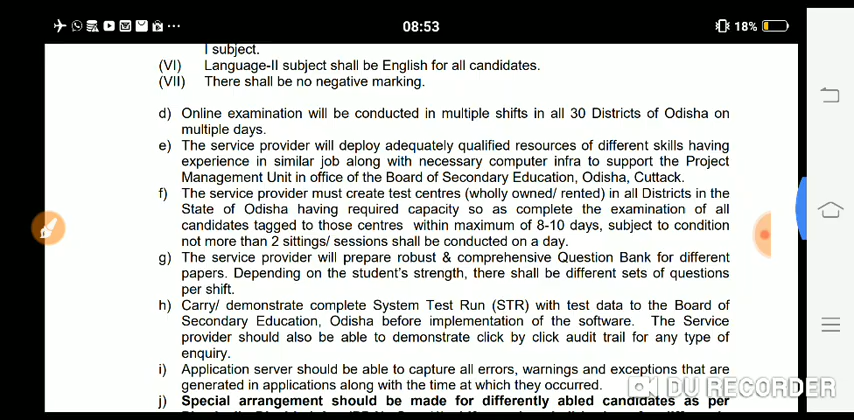 08:53
18%
I subject.
(VI) Language-II subject shall be English for all candidates.
(VII) There shall be no negative marking.
d) Online examination will be conducted in multiple shifts in all 30 Districts of Odisha on
multiple days.
e) The service provider will deploy adequately qualified resources of different skills having
experience in similar job along with necessary computer infra to support the Project
Management Unit in office of the Board of Secondary Education, Odisha, Cuttack.
f) The service provider must create test centres (wholly owned/ rented) in all Districts in the
State of Odisha having required capacity so as complete the examination of all
candidates tagged to those centres within maximum of 8-10 days, subject to condition
not more than 2 sittings/ sessions shall be conducted on a day.
g) The service provider will prepare robust & comprehensive Question Bank for different
papers. Depending on the student's strength, there shall be different sets of questions
per shift.
h) Carry/ demonstrate complete System Test Run (STR) with test data to the Board of
Secondary Education, Odisha before implementation of the software. The Service
provider should also be able to demonstrate click by click audit trail for any type of
enquiry.
i) Application server should be able to capture all errors, warnings and exceptions that are
generated in applications along with the time at which they occurred.
DU RECORDER
j) Special arrangement should be made for differently abled candidates as per